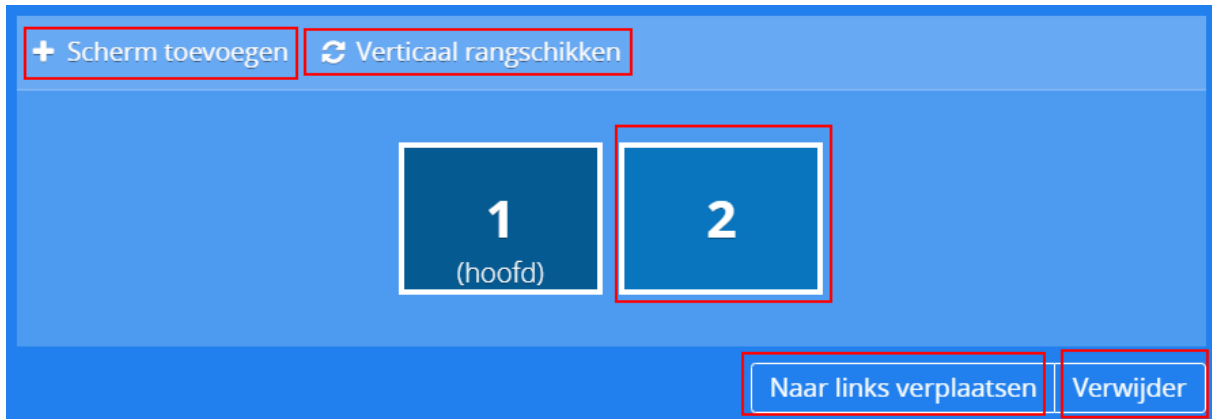 Scherm toevoegen Verticaal rangschikken
1 2
(hoofd)
Naar links verplaatsen Verwijder